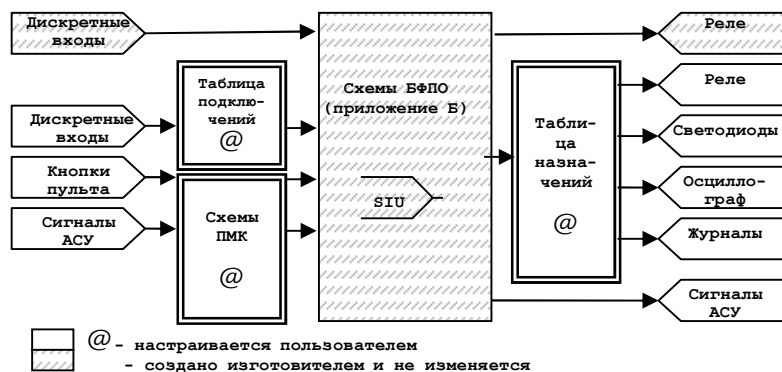 Дискретные
входы
Дискретные
входы
Кнопки
пульта
Сигналы
АСУ
Таблица
подклю-
чений
@
Схемы
ПМК
@
Схемы БФПО
(приложение Б)
SIU
Табли-
ца
назна-
чений
@
Реле
Реле
Светодиоды
Осцилло-
граф
Журналы
Сигналы
АСУ
@ - настраивается пользователем
- создано изготовителем и не изменяется